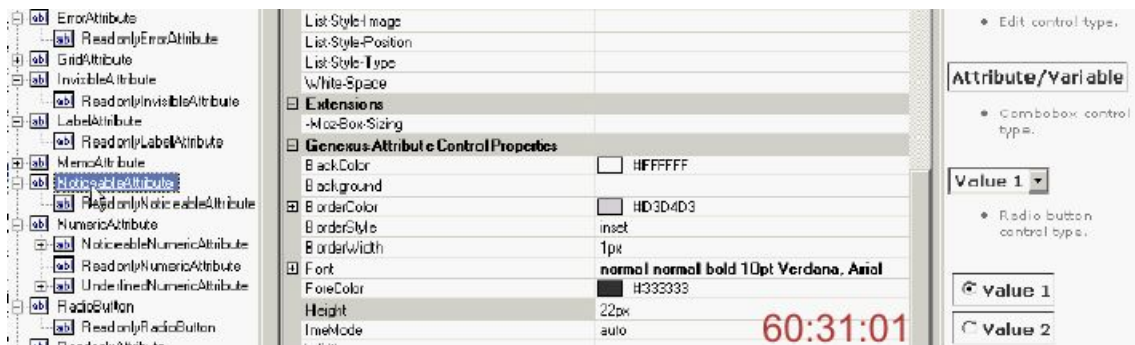 ErrorAttribute
ReadonlyErrorAttribute
GridAttribute
InvisibleAttribute
ReadonlyInvisibleAttribute
LabelAttribute
ReadonlyLabelAttribute
MemoAttribute
NoticeableAttribute
ReadonlyNoticeableAttribute
NumericAttribute
NoticeableNumericAttribute
ReadonlyNumericAttribute
UnderlinedNumericAttribute
RadioButton
ReadonlyRadioButton
List-Style-Image
List-Style-Position
List-Style-Type
White-Space
Extensions
-Moz-Box-Sizing
Genexus Attribute Control Properties
BackColor #FFFFFF
Background
BorderColor #D3D4D3
BorderStyle inset
BorderWidth 1px
Font normal normal bold 10pt Verdana, Arial
ForeColor #333333
Height 22px
ImeMode auto
60:31:01
Edit control type.
Attribute/Variable
Combobox control
type.
Value 1
Radio button
control type.
Value 1
Value 2